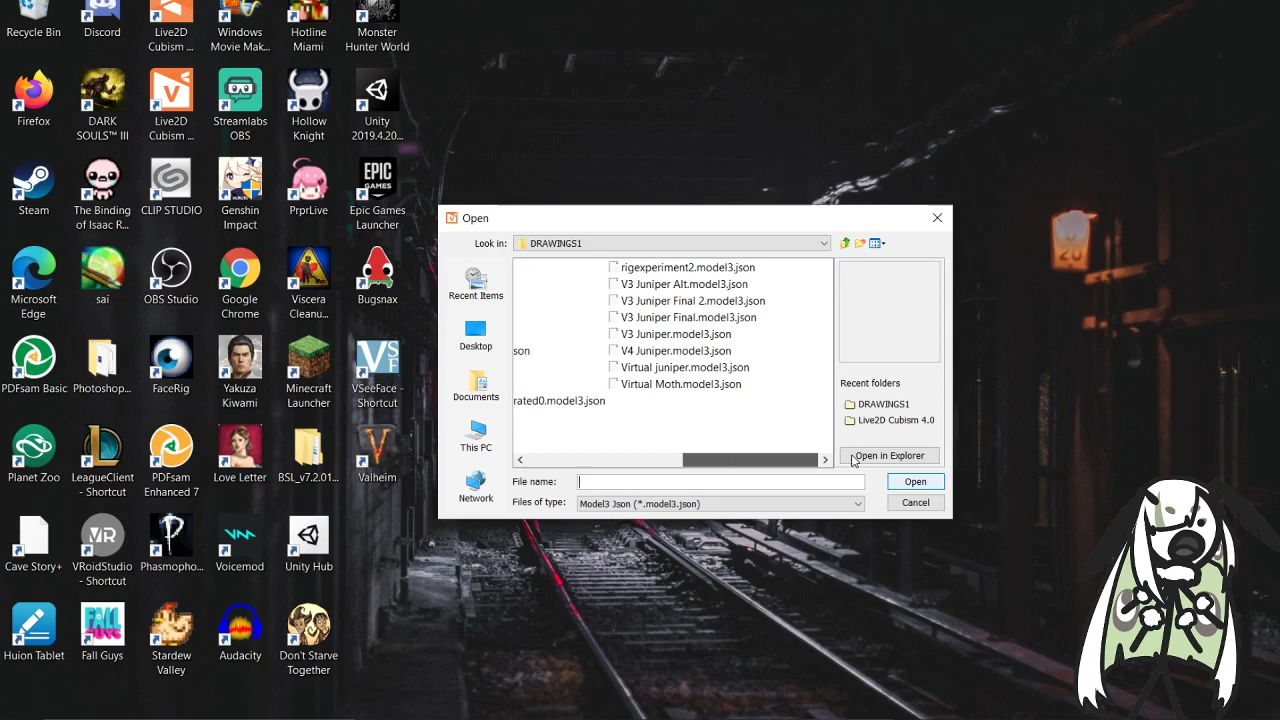 Recycle Bin
Discord
Live2D
Cubism ...
Windows
Movie Mak...
Hotline
Miami
Monster
Hunter World
Firefox
DARK
SOULS™ III
Live2D
Cubism ...
Streamlabs
OBS
Hollow
Knight
Unity
2019.4.20...
Steam
The Binding
of Isaac R...
CLIP STUDIO
Genshin
Impact
PrprLive
EPIC
GAMES
Epic Games
Launcher
Microsoft
Edge
sai
OBS Studio
Google
Chrome
Viscera
Cleanu...
Bugsnax
PDFsam Basic
Photoshop...
FaceRig
Yakuza
Kiwami
Minecraft
Launcher
VSeeFace -
Shortcut
Planet Zoo
LeagueClient
- Shortcut
PDFsam
Enhanced 7
Love Letter
BSL_v7.2.01...
Valheim
Cave Story+
VR
VRoidStudio
- Shortcut
Phasmopho...
Voicemod
Unity Hub
Huion Tablet
FALL
GUYS
Fall Guys
Stardew
Valley
Audacity
Don't Starve
Together
Open
Look in:
DRAWINGS1
Recent Items
Desktop
Documents
This PC
Network
son
rated0.model3.json
rigexperiment2.model3.json
V3 Juniper Alt.model3.json
V3 Juniper Final 2.model3.json
V3 Juniper Final.model3.json
V3 Juniper.model3.json
V4 Juniper.model3.json
Virtual juniper.model3.json
Virtual Moth.model3.json
Recent folders
DRAWINGS1
Live2D Cubism 4.0
Open in Explorer
File name:
Open
Files of type:
Model3 Json (*.model3.json)
Cancel